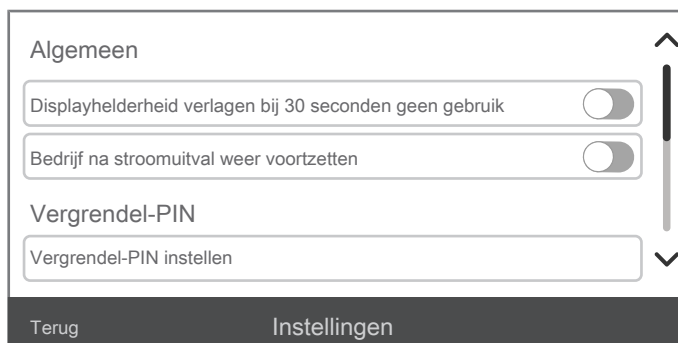 Algemeen
Displayhelderheid verlagen bij 30 seconden geen gebruik
Bedrijf na stroomuitval weer voortzetten
Vergrendel-PIN
Vergrendel-PIN instellen
Terug Instellingen